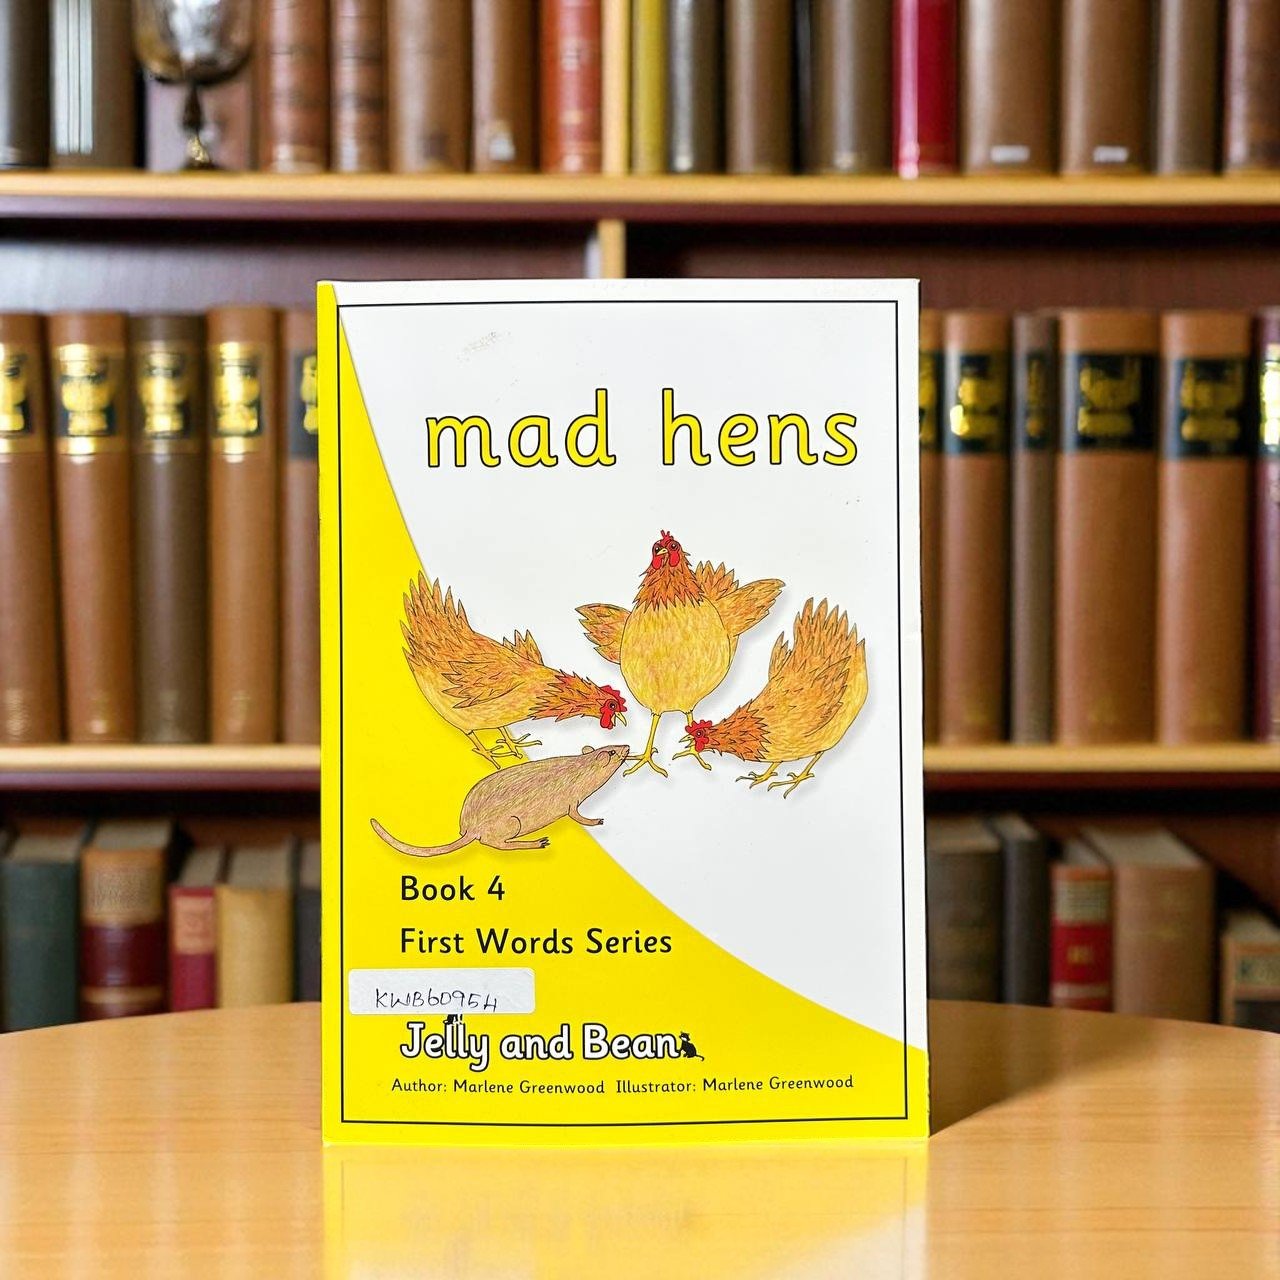 mad hens
Book 4
First Words Series
KWB60954
Jelly and Bean
Author: Marlene Greenwood Illustrator: Marlene Greenwood